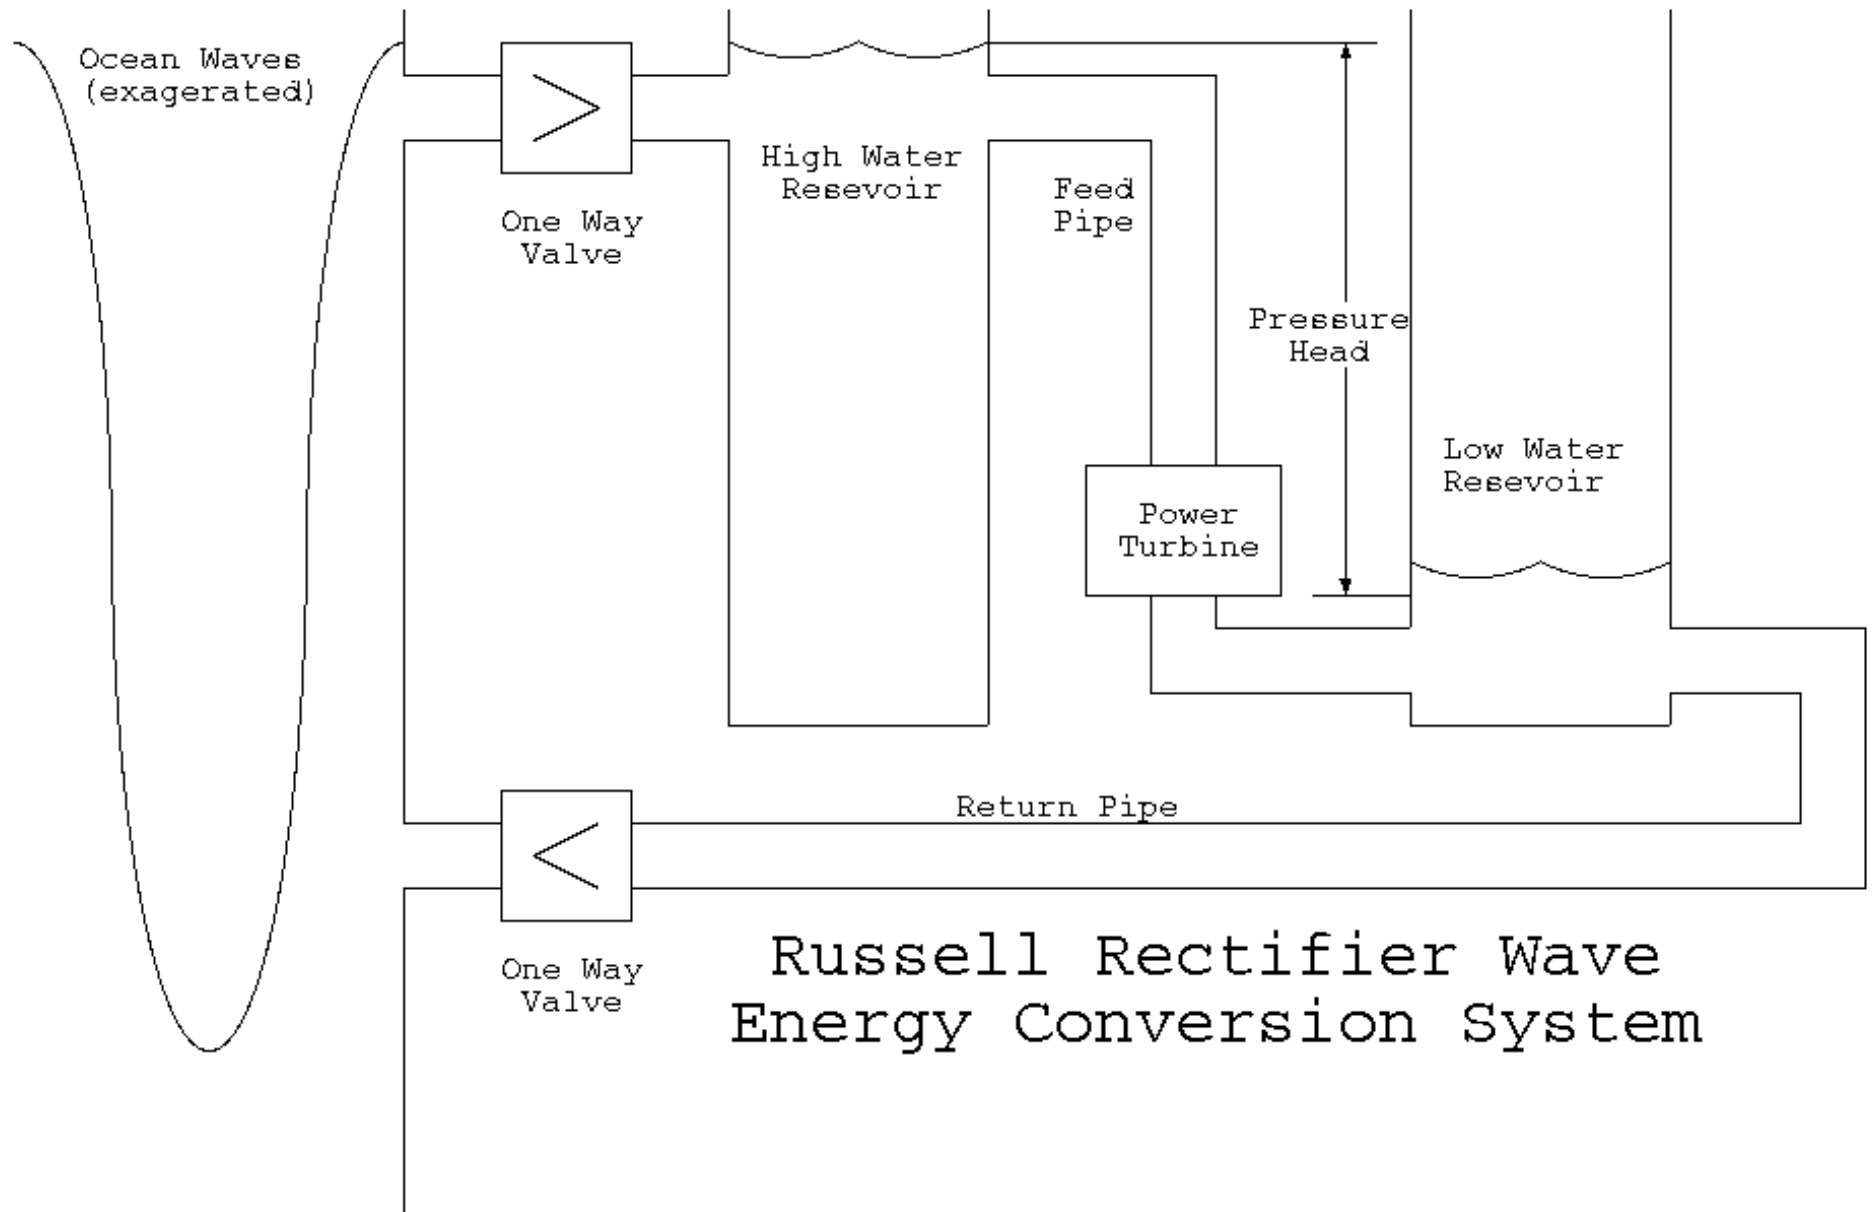 Ocean Waves
(exagerated)
One Way
Valve
High Water
Resevoir
Feed
Pipe
Pressure
Head
Low Water
Resevoir
Power
Turbine
Return Pipe
One Way
Valve
Russell Rectifier Wave
Energy Conversion System